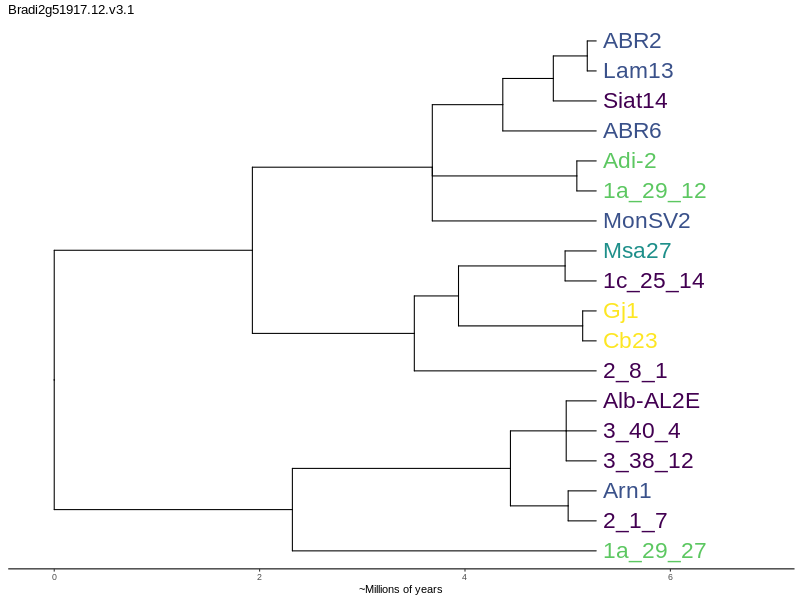 Bradi2g51917.12.v3.1
ABR2
Lam13
Siat14
ABR6
Adi-2
1a_29_12
MonSV2
Msa27
1c_25_14
Gj1
Cb23
2_8_1
Alb-AL2E
3_40_4
3_38_12
Arn1
2_1_7
1a_29_27
0 2 4 6
~Millions of years